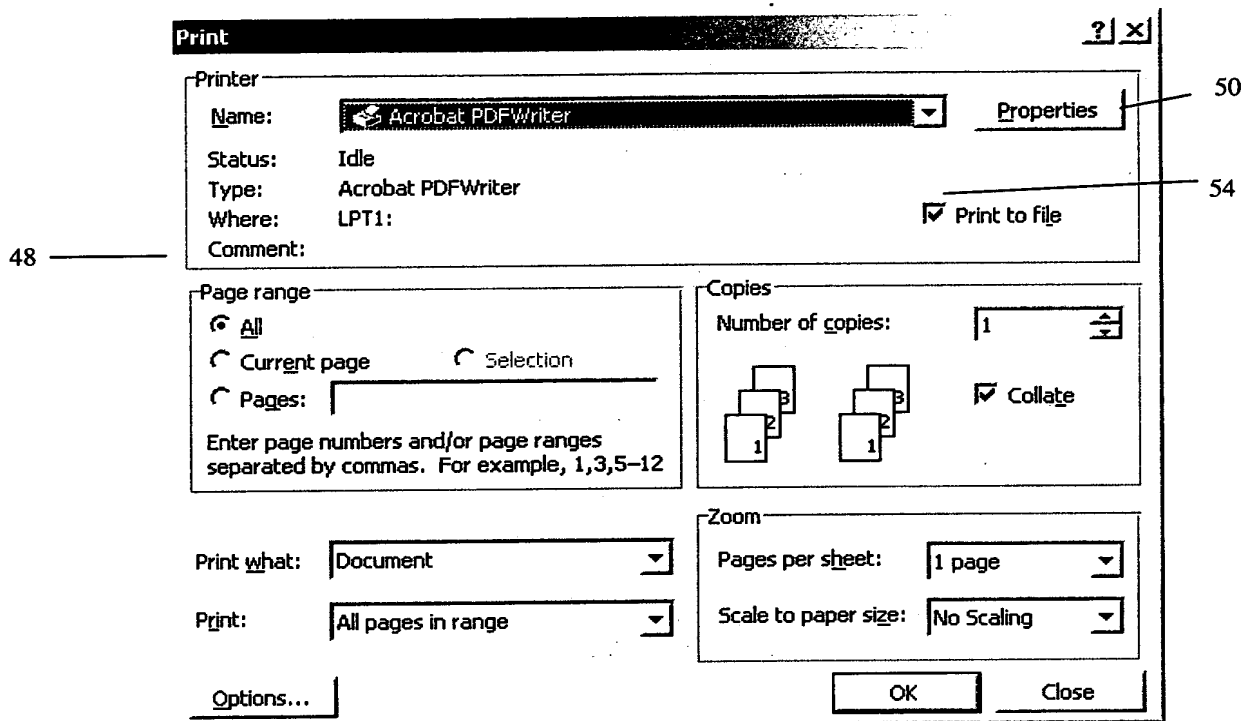 Print ? ×
Printer
50
Name: Acrobat PDFWriter Properties
Status: Idle
Type: Acrobat PDFWriter
54
Where: LPT1: Print to file
48
Comment:
Page range
All
Current page Selection
Pages:
Enter page numbers and/or page ranges
separated by commas. For example, 1,3,5–12
Copies
Number of copies: 1
3 3
2 2
1 1
Collate
Print what: Document
Print: All pages in range
Zoom
Pages per sheet: 1 page
Scale to paper size: No Scaling
Options... OK Close